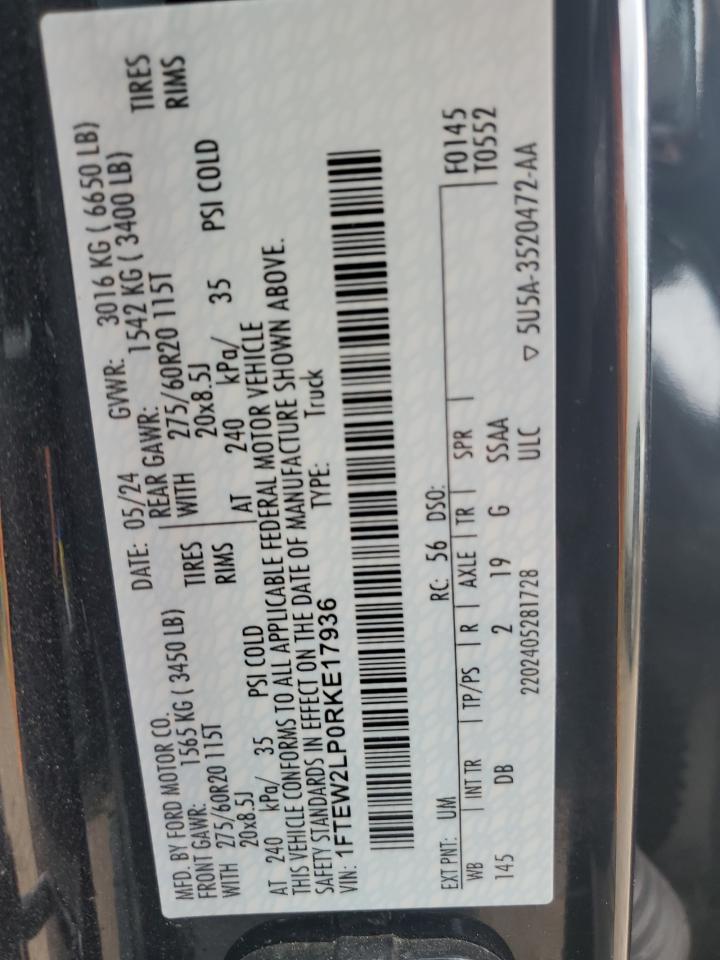 MFD. BY FORD MOTOR CO. DATE: 05/24 GVWR: 3016 KG ( 6650 LB)
FRONT GAWR: 1565 KG ( 3450 LB) REAR GAWR: 1542 KG ( 3400 LB)
WITH 275/60R20 115T TIRES WITH 275/60R20 115T TIRES
20x8.5J RIMS 20x8.5J RIMS
AT 240 kPa/ 35 PSI COLD AT 240 kPa/ 35 PSI COLD
THIS VEHICLE CONFORMS TO ALL APPLICABLE FEDERAL MOTOR VEHICLE
SAFETY STANDARDS IN EFFECT ON THE DATE OF MANUFACTURE SHOWN ABOVE.
VIN: 1FTEW2LP0RKE17936 TYPE: Truck
EXT PNT: UM RC: 56 DSO: F0145
WB INT TR TP/PS R AXLE TR SPR T0552
145 DB 2 19 G SSAA
2202405281728 ULC ▽ 5U5A-3520472-AA